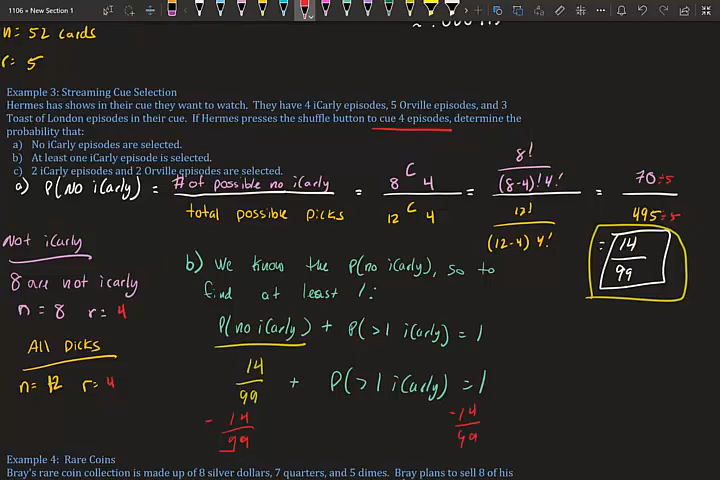 1106 » New Section 1
n = 52 cards
r = 5
Example 3: Streaming Cue Selection
Hermes has shows in their cue they want to watch. They have 4 iCarly episodes, 5 Orville episodes, and 3
Toast of London episodes in their cue. If Hermes presses the shuffle button to cue 4 episodes, determine the
probability that:
a) No iCarly episodes are selected.
b) At least one iCarly episode is selected.
c) 2 iCarly episodes and 2 Orville episodes are selected.
a) P(no iCarly) = # of possible no iCarly / total possible picks = 8 C 4 / 12 C 4 = 8! / (8-4)! 4! / 12! / (12-4) 4! = 70 ÷5 / 495 ÷5
= 14 / 99
Not iCarly
8 are not icarly
n = 8 r = 4
All Picks
n = 12 r = 4
b) We know the P(no iCarly), so to
find at least 1:
P(no iCarly) + P(>1 iCarly) = 1
14 / 99 + P(>1 iCarly) = 1
- 14 / 99 -14 / 99
Example 4: Rare Coins
Bray's rare coin collection is made up of 8 silver dollars, 7 quarters, and 5 dimes. Bray plans to sell 8 of his